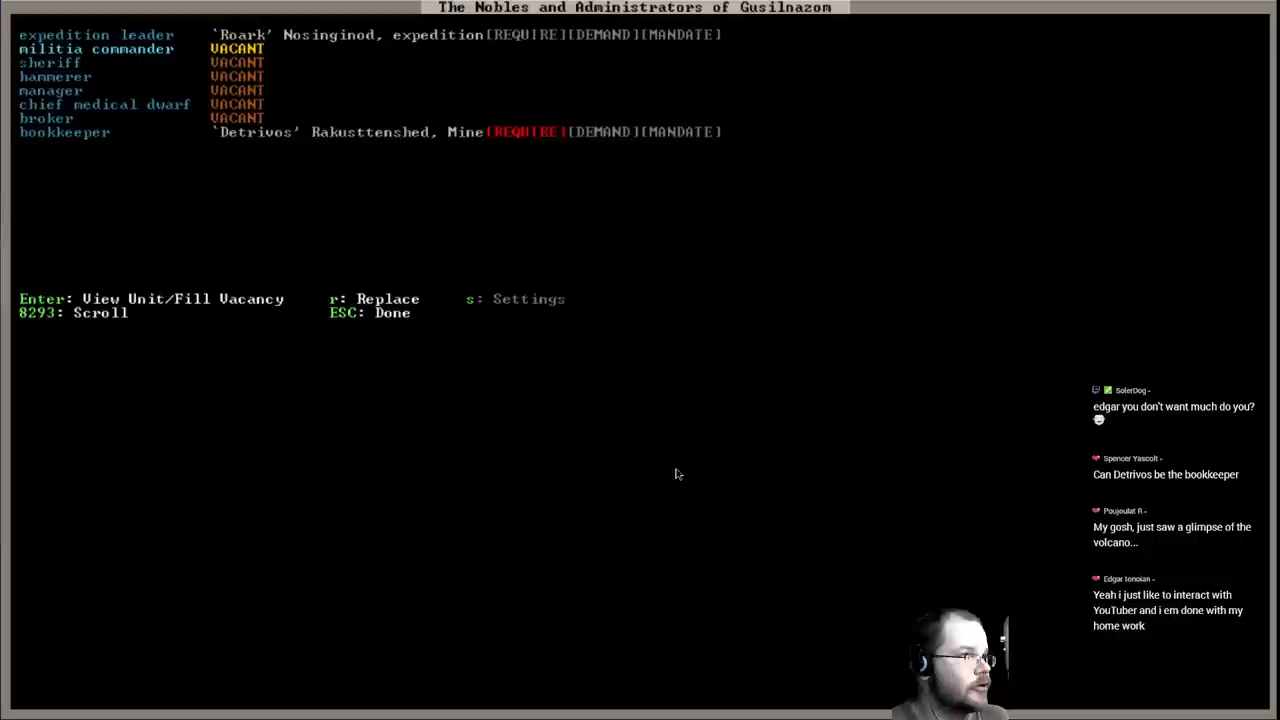 The Nobles and Administrators of Gusilnazom
expedition leader `Roark' Nosinginod, expedition[REQUIRE][DEMAND][MANDATE]
militia commander VACANT
sheriff VACANT
hammerer VACANT
manager VACANT
chief medical dwarf VACANT
broker VACANT
bookkeeper `Detrivos' Rakusttenshed, Mine[REQUIRE][DEMAND][MANDATE]
Enter: View Unit/Fill Vacancy r: Replace s: Settings
8293: Scroll ESC: Done
SolerDog -
edgar you don't want much do you?
Spencer Yascolt -
Can Detrivos be the bookkeeper
Poujoulat R -
My gosh, just saw a glimpse of the
volcano...
Edgar tonoian -
Yeah i just like to interact with
YouTuber and i em done with my
home work